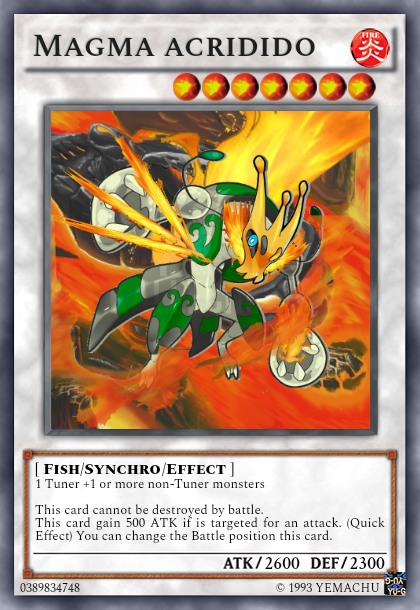 MAGMA ACRIDIDO
FIRE
炎
[ FISH/SYNCHRO/EFFECT ]
1 Tuner +1 or more non-Tuner monsters
This card cannot be destroyed by battle.
This card gain 500 ATK if is targeted for an attack. (Quick
Effect) You can change the Battle position this card.
ATK/2600 DEF/2300
0389834748
© 1993 YEMACHU
YU-G